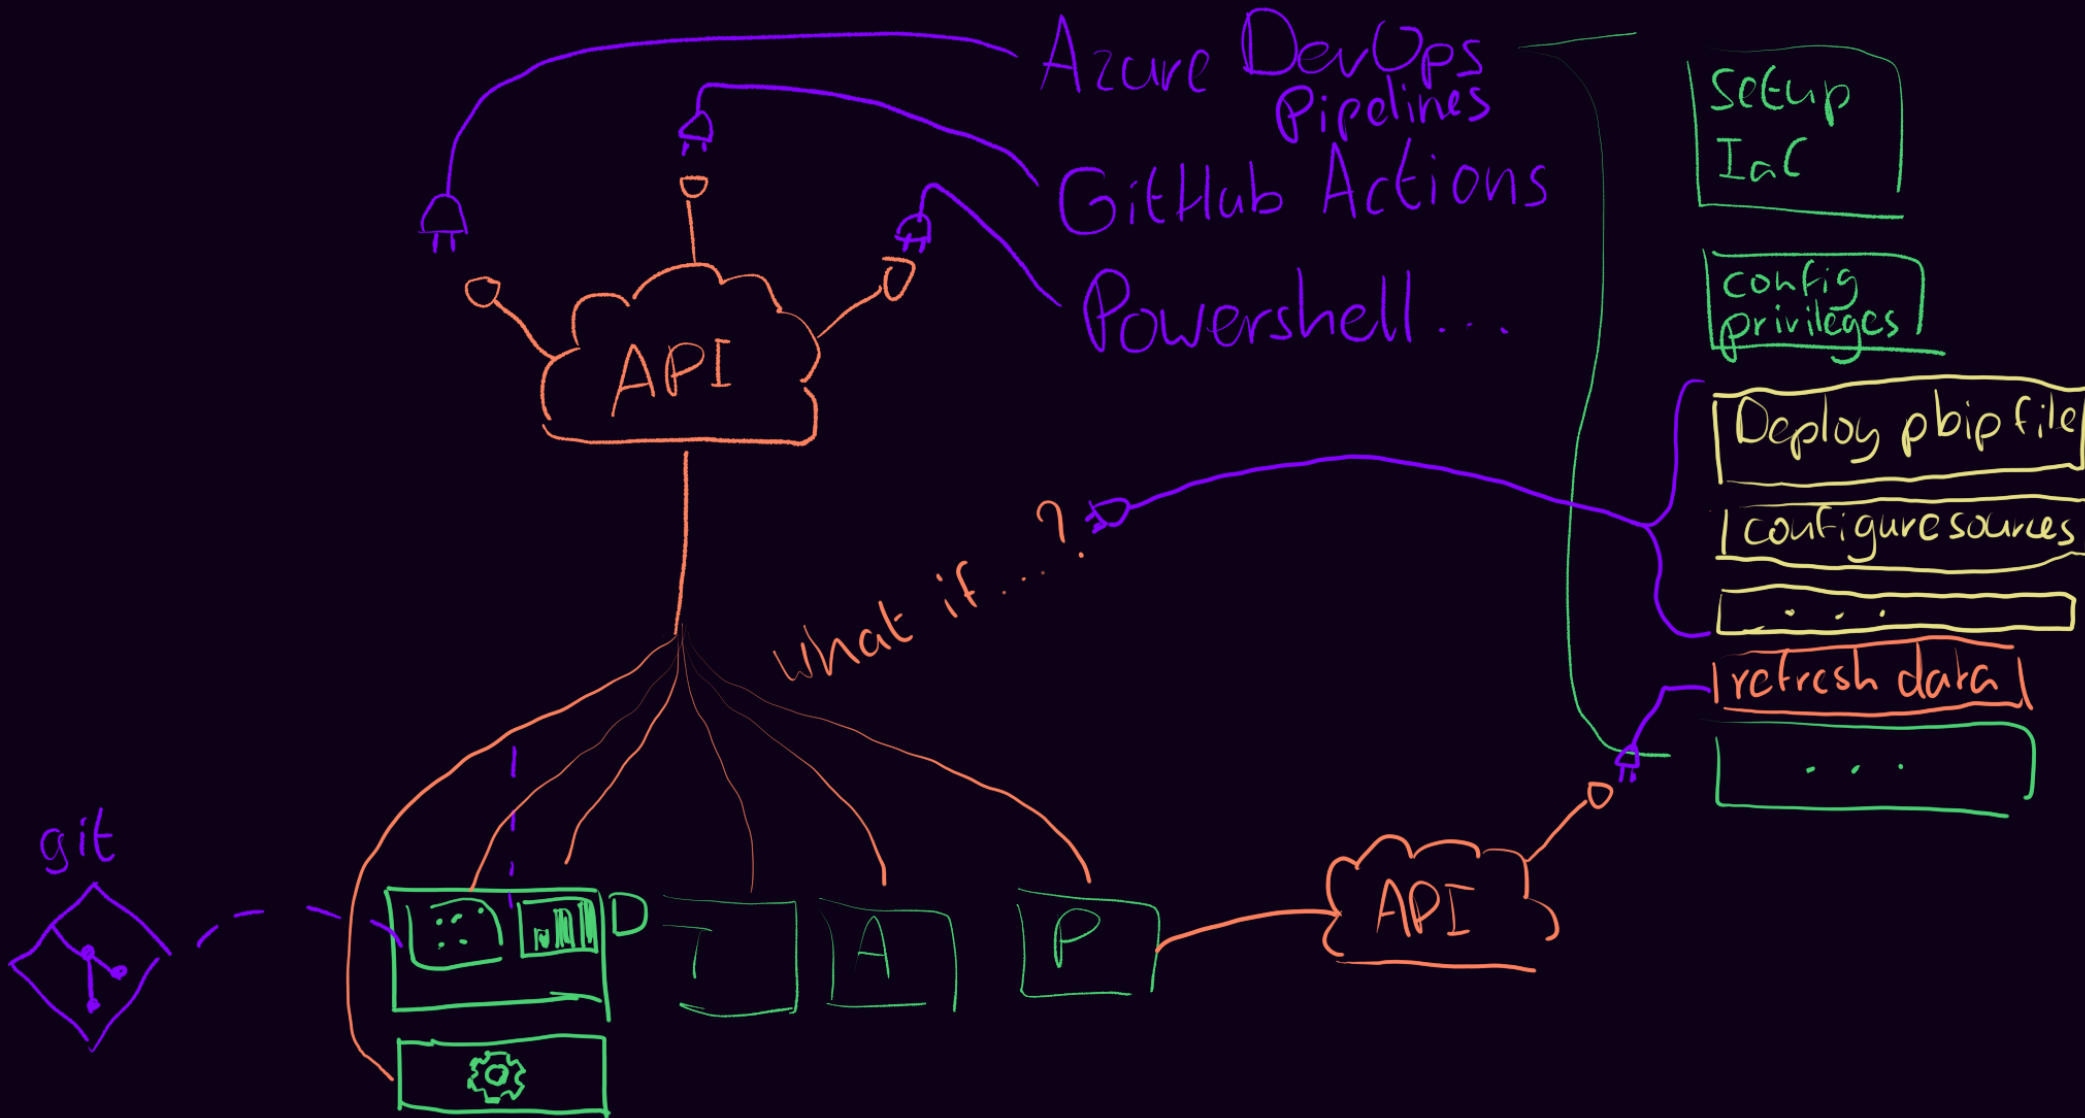 Azure DevOps
Pipelines
GitHub Actions
Powershell...
API
what if...?
git
D
T
A
P
API
Setup
IaC
config
privileges
Deploy pbip file
configure sources
...
refresh data
...